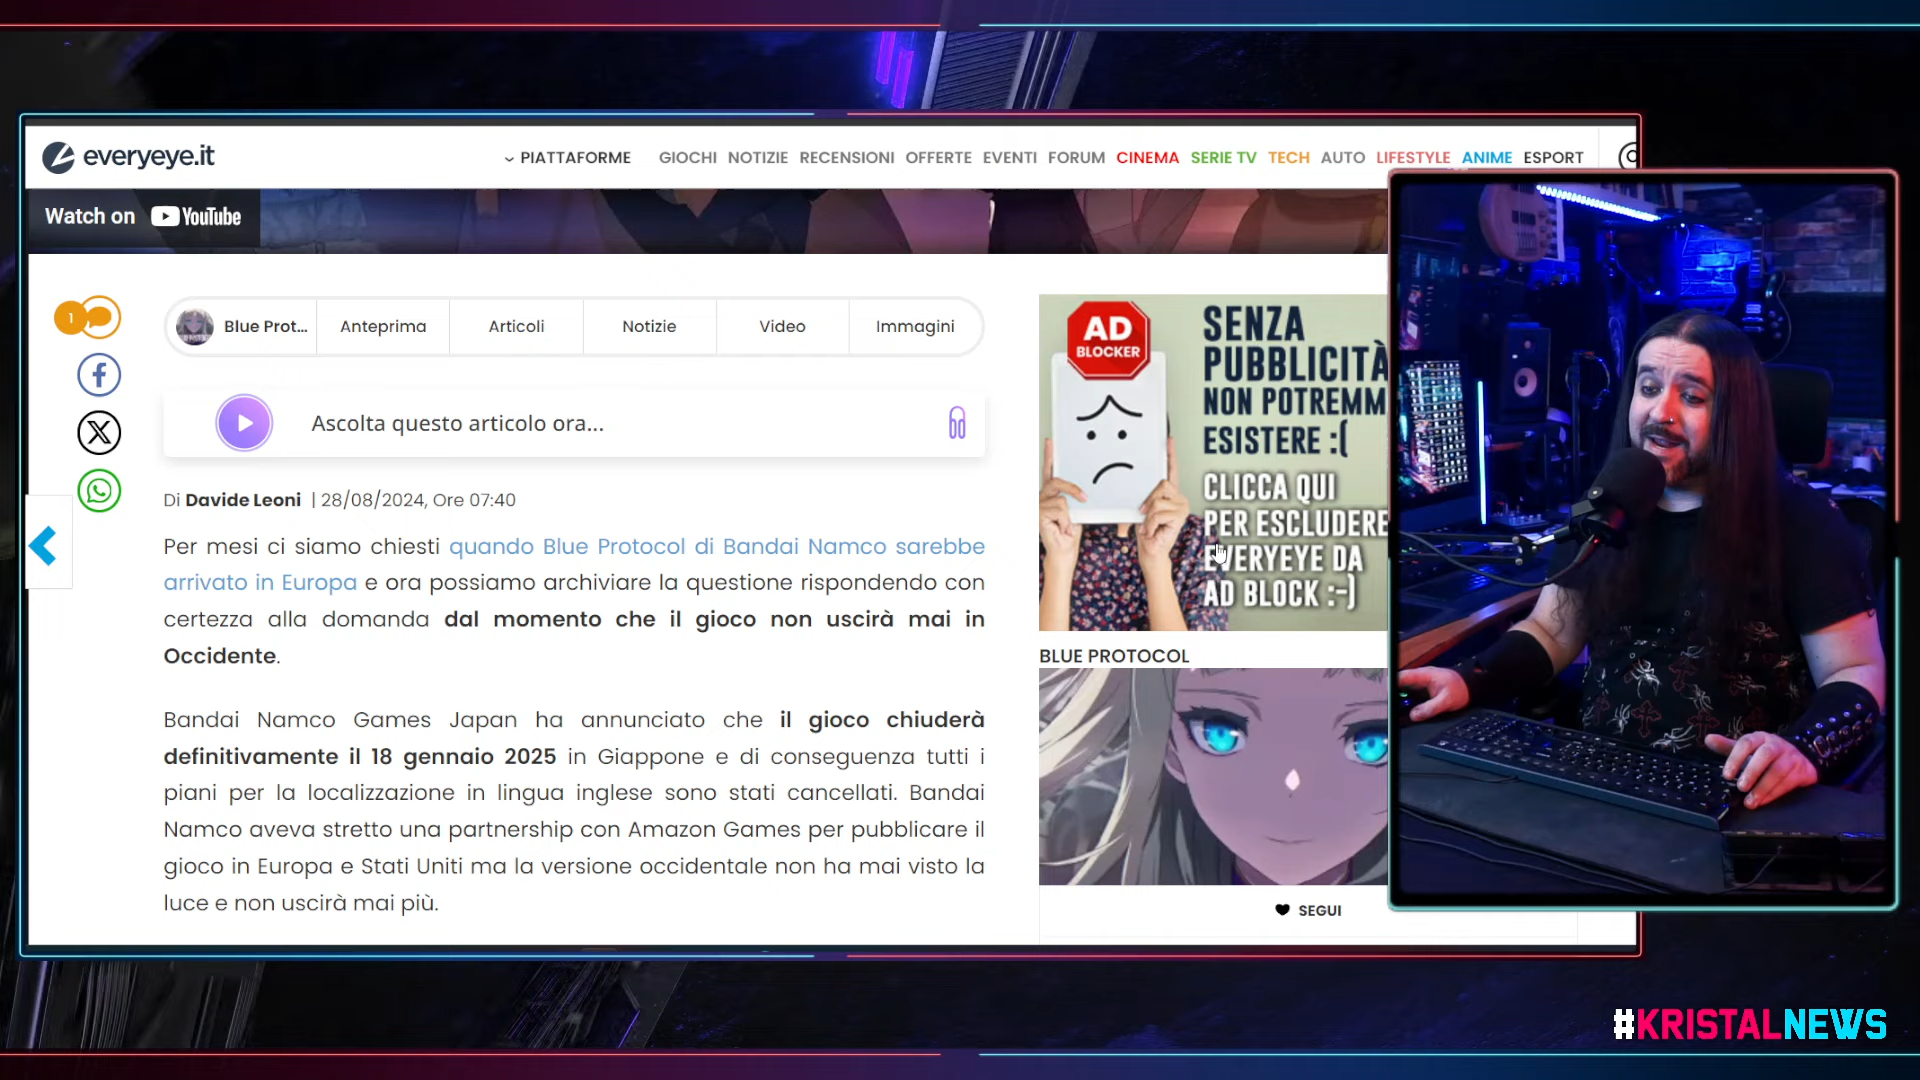 everyeye.it
PIATTAFORME GIOCHI NOTIZIE RECENSIONI OFFERTE EVENTI FORUM CINEMA SERIE TV TECH AUTO LIFESTYLE ANIME ESPORT
Watch on YouTube
1
Blue Prot... Anteprima Articoli Notizie Video Immagini
Ascolta questo articolo ora...
Di Davide Leoni | 28/08/2024, Ore 07:40
Per mesi ci siamo chiesti quando Blue Protocol di Bandai Namco sarebbe
arrivato in Europa e ora possiamo archiviare la questione rispondendo con
certezza alla domanda dal momento che il gioco non uscirà mai in
Occidente.
Bandai Namco Games Japan ha annunciato che il gioco chiuderà
definitivamente il 18 gennaio 2025 in Giappone e di conseguenza tutti i
piani per la localizzazione in lingua inglese sono stati cancellati. Bandai
Namco aveva stretto una partnership con Amazon Games per pubblicare il
gioco in Europa e Stati Uniti ma la versione occidentale non ha mai visto la
luce e non uscirà mai più.
AD
BLOCKER
SENZA
PUBBLICITÀ
NON POTREMM
ESISTERE :(
CLICCA QUI
PER ESCLUDERE
EVERYEYE DA
AD BLOCK :-)
BLUE PROTOCOL
SEGUI
#KRISTALNEWS